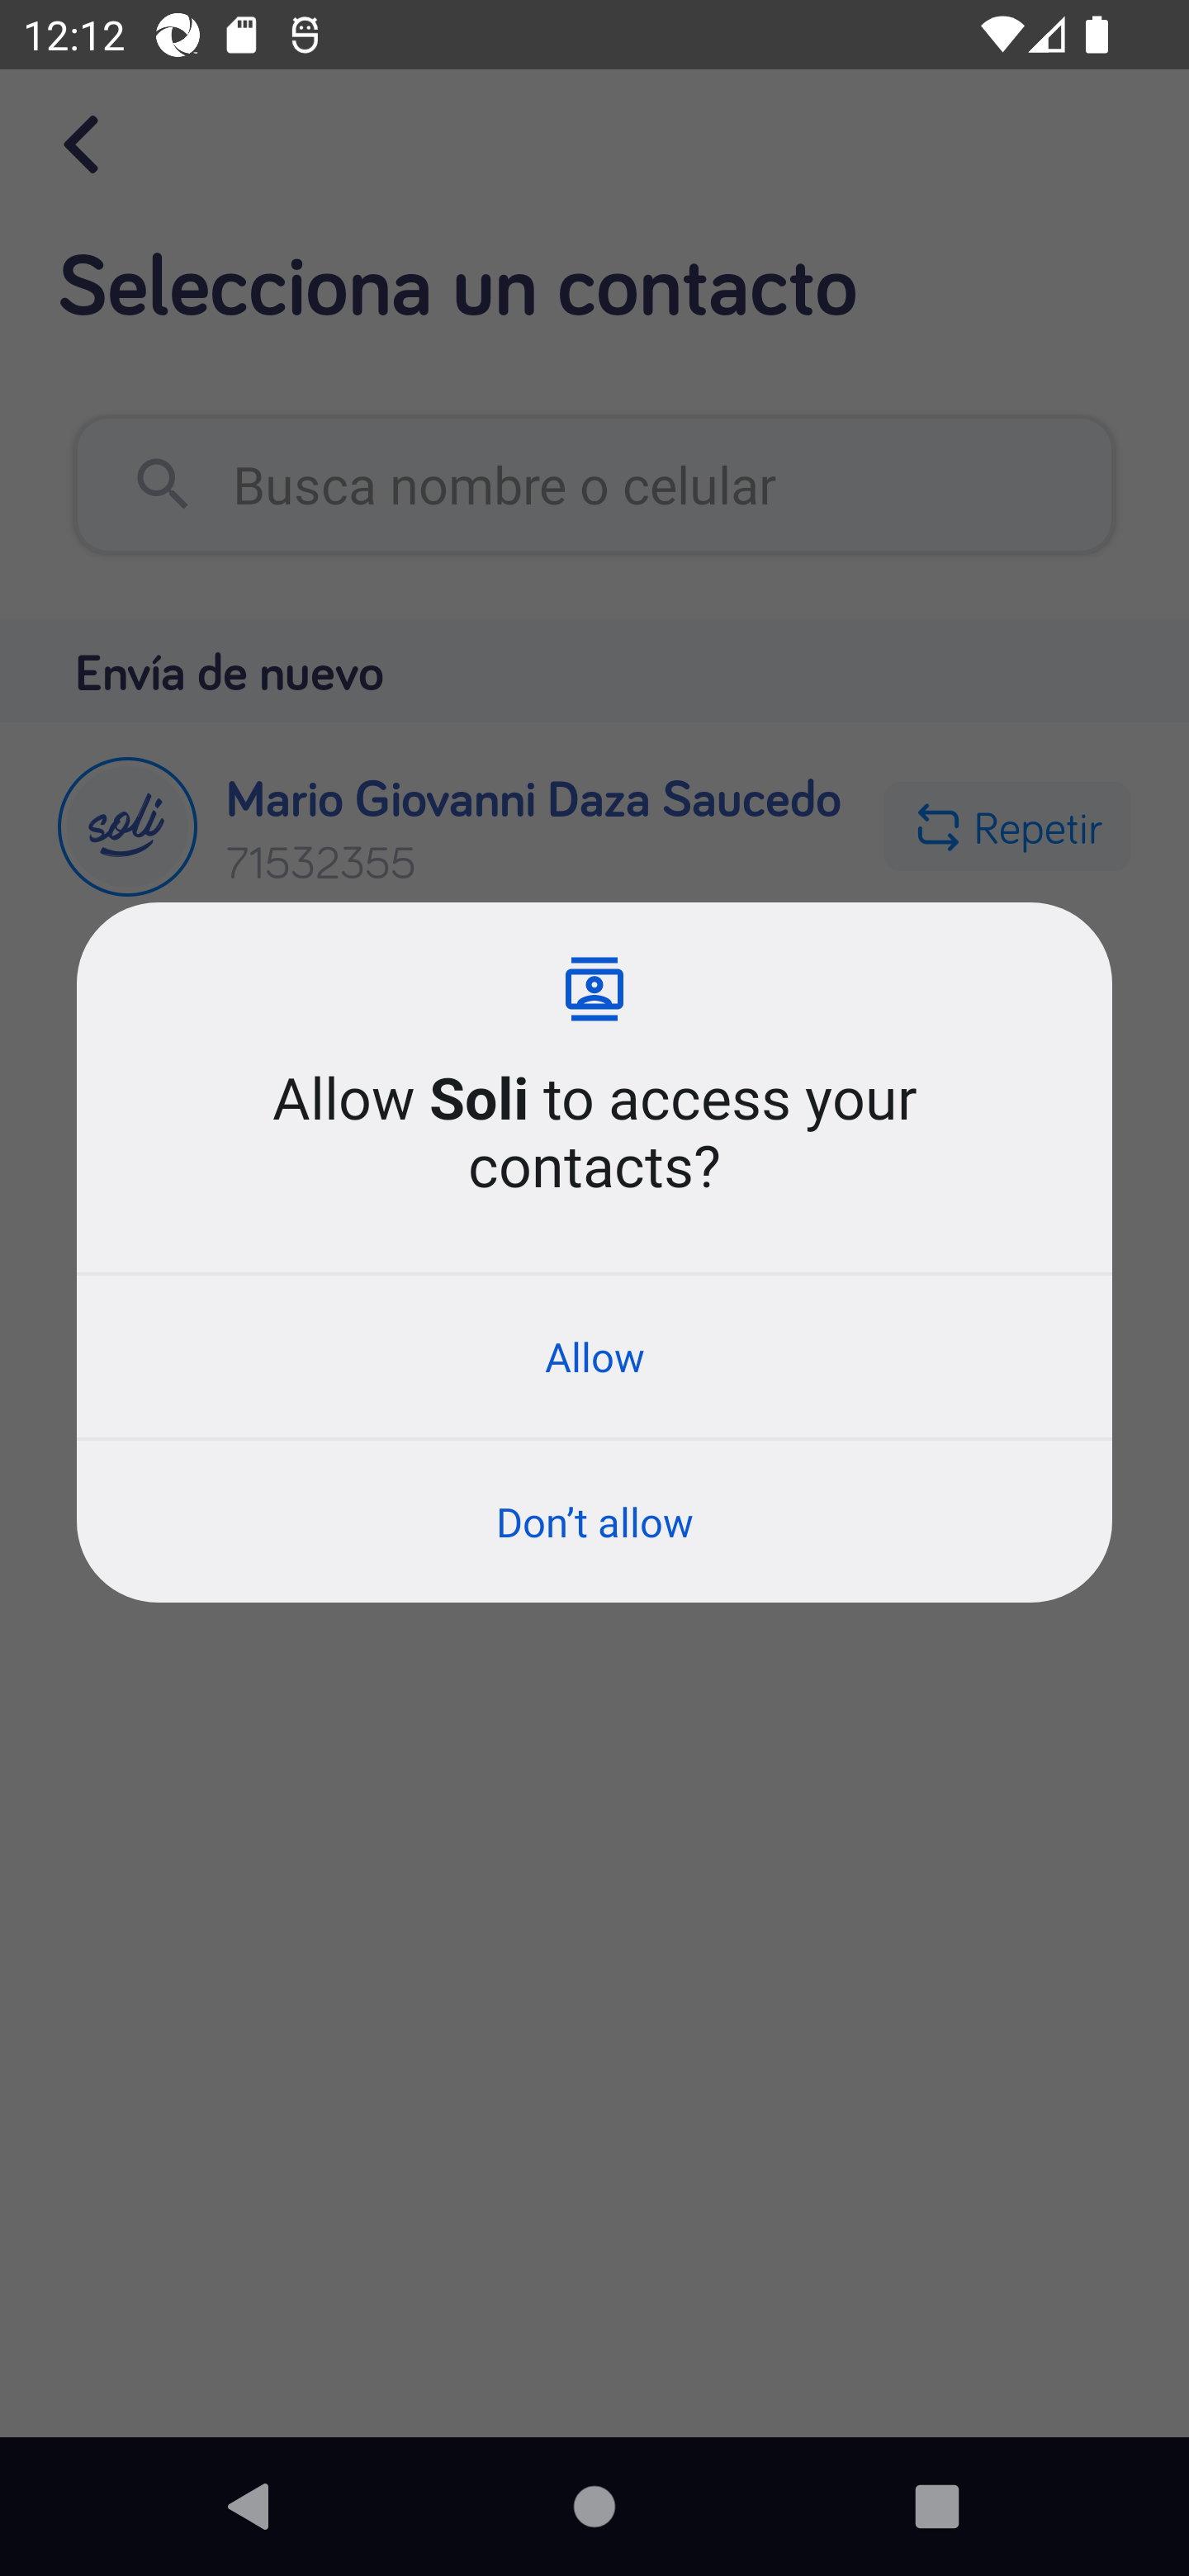 12:12
Selecciona un contacto
Busca nombre o celular
Envía de nuevo
soli
Mario Giovanni Daza Saucedo
71532355
Repetir
Allow Soli to access your
contacts?
Allow
Don’t allow